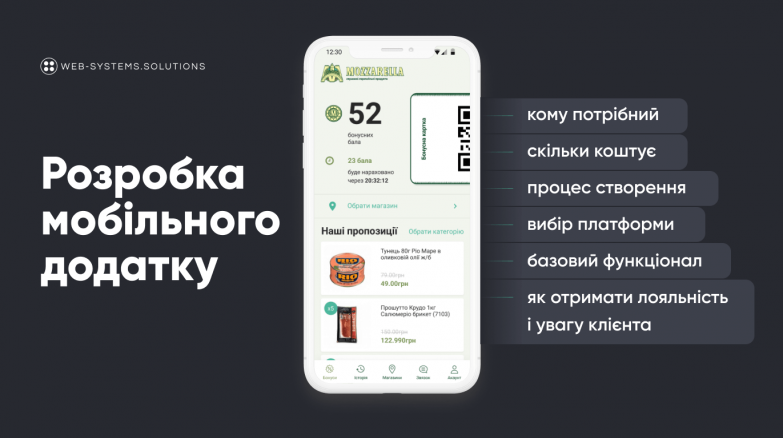 WEB-SYSTEMS.SOLUTIONS
Розробка
мобільного
додатку
12:30
MOZZARELLA
52
бонусних
бала
23 бала
буде нараховано
через 20:32:12
Бонусна картка
Обрати магазин
Наші пропозиції Обрати категорію
Тунець 80г Ріо Маре в
оливковій олії ж/б
79.00грн
49.00грн
x5
Прошутто Крудо 1кг
Салюмеріо брикет (7103)
122.990грн
Історія Магазини
кому потрібний
скільки коштує
процес створення
вибір платформи
базовий функціонал
як отримати лояльність
і увагу клієнта